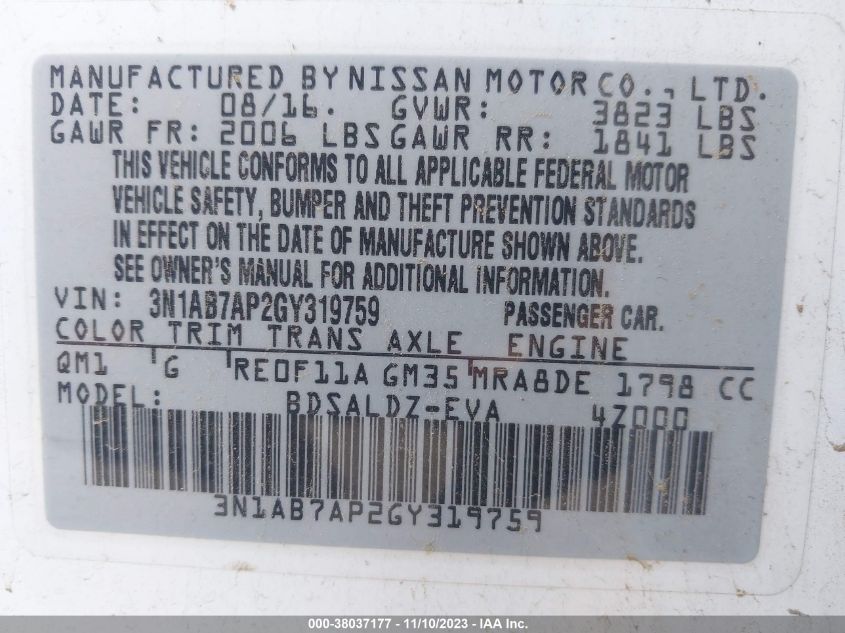 MANUFACTURED BY NISSAN MOTOR CO., LTD.
DATE: 08/16. GVWR: 3823 LBS
GAWR FR: 2006 LBS GAWR RR: 1841 LBS
THIS VEHICLE CONFORMS TO ALL APPLICABLE FEDERAL MOTOR
VEHICLE SAFETY, BUMPER AND THEFT PREVENTION STANDARDS
IN EFFECT ON THE DATE OF MANUFACTURE SHOWN ABOVE.
SEE OWNER'S MANUAL FOR ADDITIONAL INFORMATION.
VIN: 3N1AB7AP2GY319759 PASSENGER CAR.
COLOR TRIM TRANS AXLE ENGINE
QM1 G RE0F11A GM35 MRA8DE 1798 CC
MODEL: BDSALDZ-EVA 4Z000
3N1AB7AP2GY319759
000-38037177 - 11/10/2023 - IAA Inc.